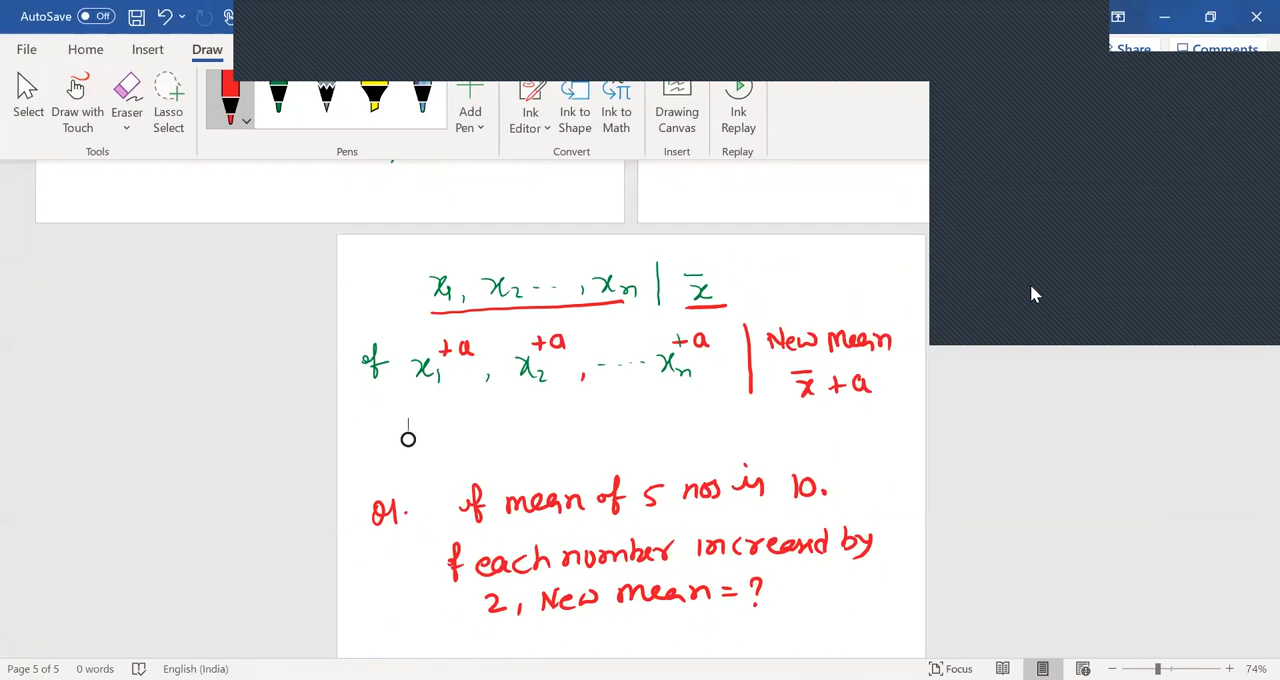 AutoSave Off
File Home Insert Draw Share Comments
Select Draw with Touch Eraser Lasso Select Add Pen Ink Editor Ink to Shape Ink to Math Drawing Canvas Ink Replay
Tools Pens Convert Insert Replay
x₁, x₂ --- , xₙ | x̄
If x₁+a , x₂+a , ..... xₙ+a | New Mean
x̄ + a
Q1. If mean of 5 nos is 10.
If each number increased by
2, New mean = ?
Page 5 of 5 0 words English (India) Focus 74%